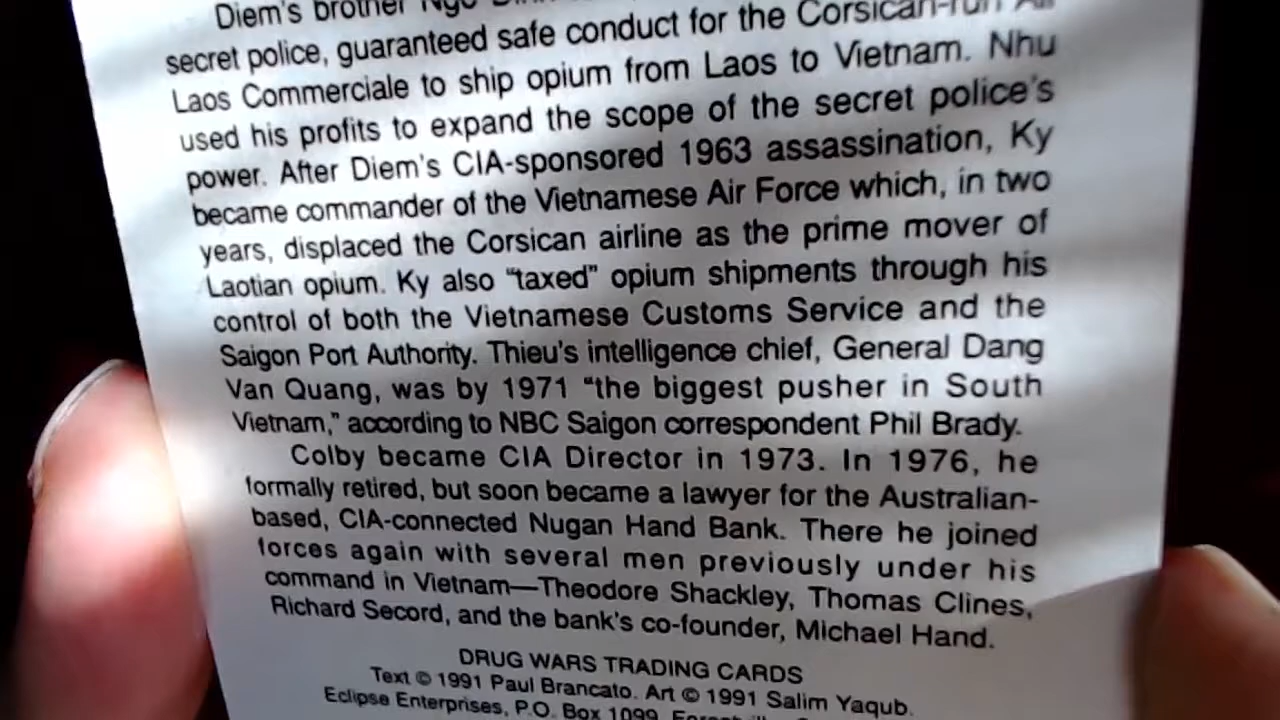 Diem's brother Ngo
secret police, guaranteed safe conduct for the Corsican-run Air
Laos Commerciale to ship opium from Laos to Vietnam. Nhu
used his profits to expand the scope of the secret police's
power. After Diem's CIA-sponsored 1963 assassination, Ky
became commander of the Vietnamese Air Force which, in two
years, displaced the Corsican airline as the prime mover of
Laotian opium. Ky also "taxed" opium shipments through his
control of both the Vietnamese Customs Service and the
Saigon Port Authority. Thieu's intelligence chief, General Dang
Van Quang, was by 1971 "the biggest pusher in South
Vietnam," according to NBC Saigon correspondent Phil Brady.
Colby became CIA Director in 1973. In 1976, he
formally retired, but soon became a lawyer for the Australian-
based, CIA-connected Nugan Hand Bank. There he joined
forces again with several men previously under his
command in Vietnam—Theodore Shackley, Thomas Clines,
Richard Secord, and the bank's co-founder, Michael Hand.
DRUG WARS TRADING CARDS
Text © 1991 Paul Brancato. Art © 1991 Salim Yaqub.
Eclipse Enterprises, P.O. Box 1099,